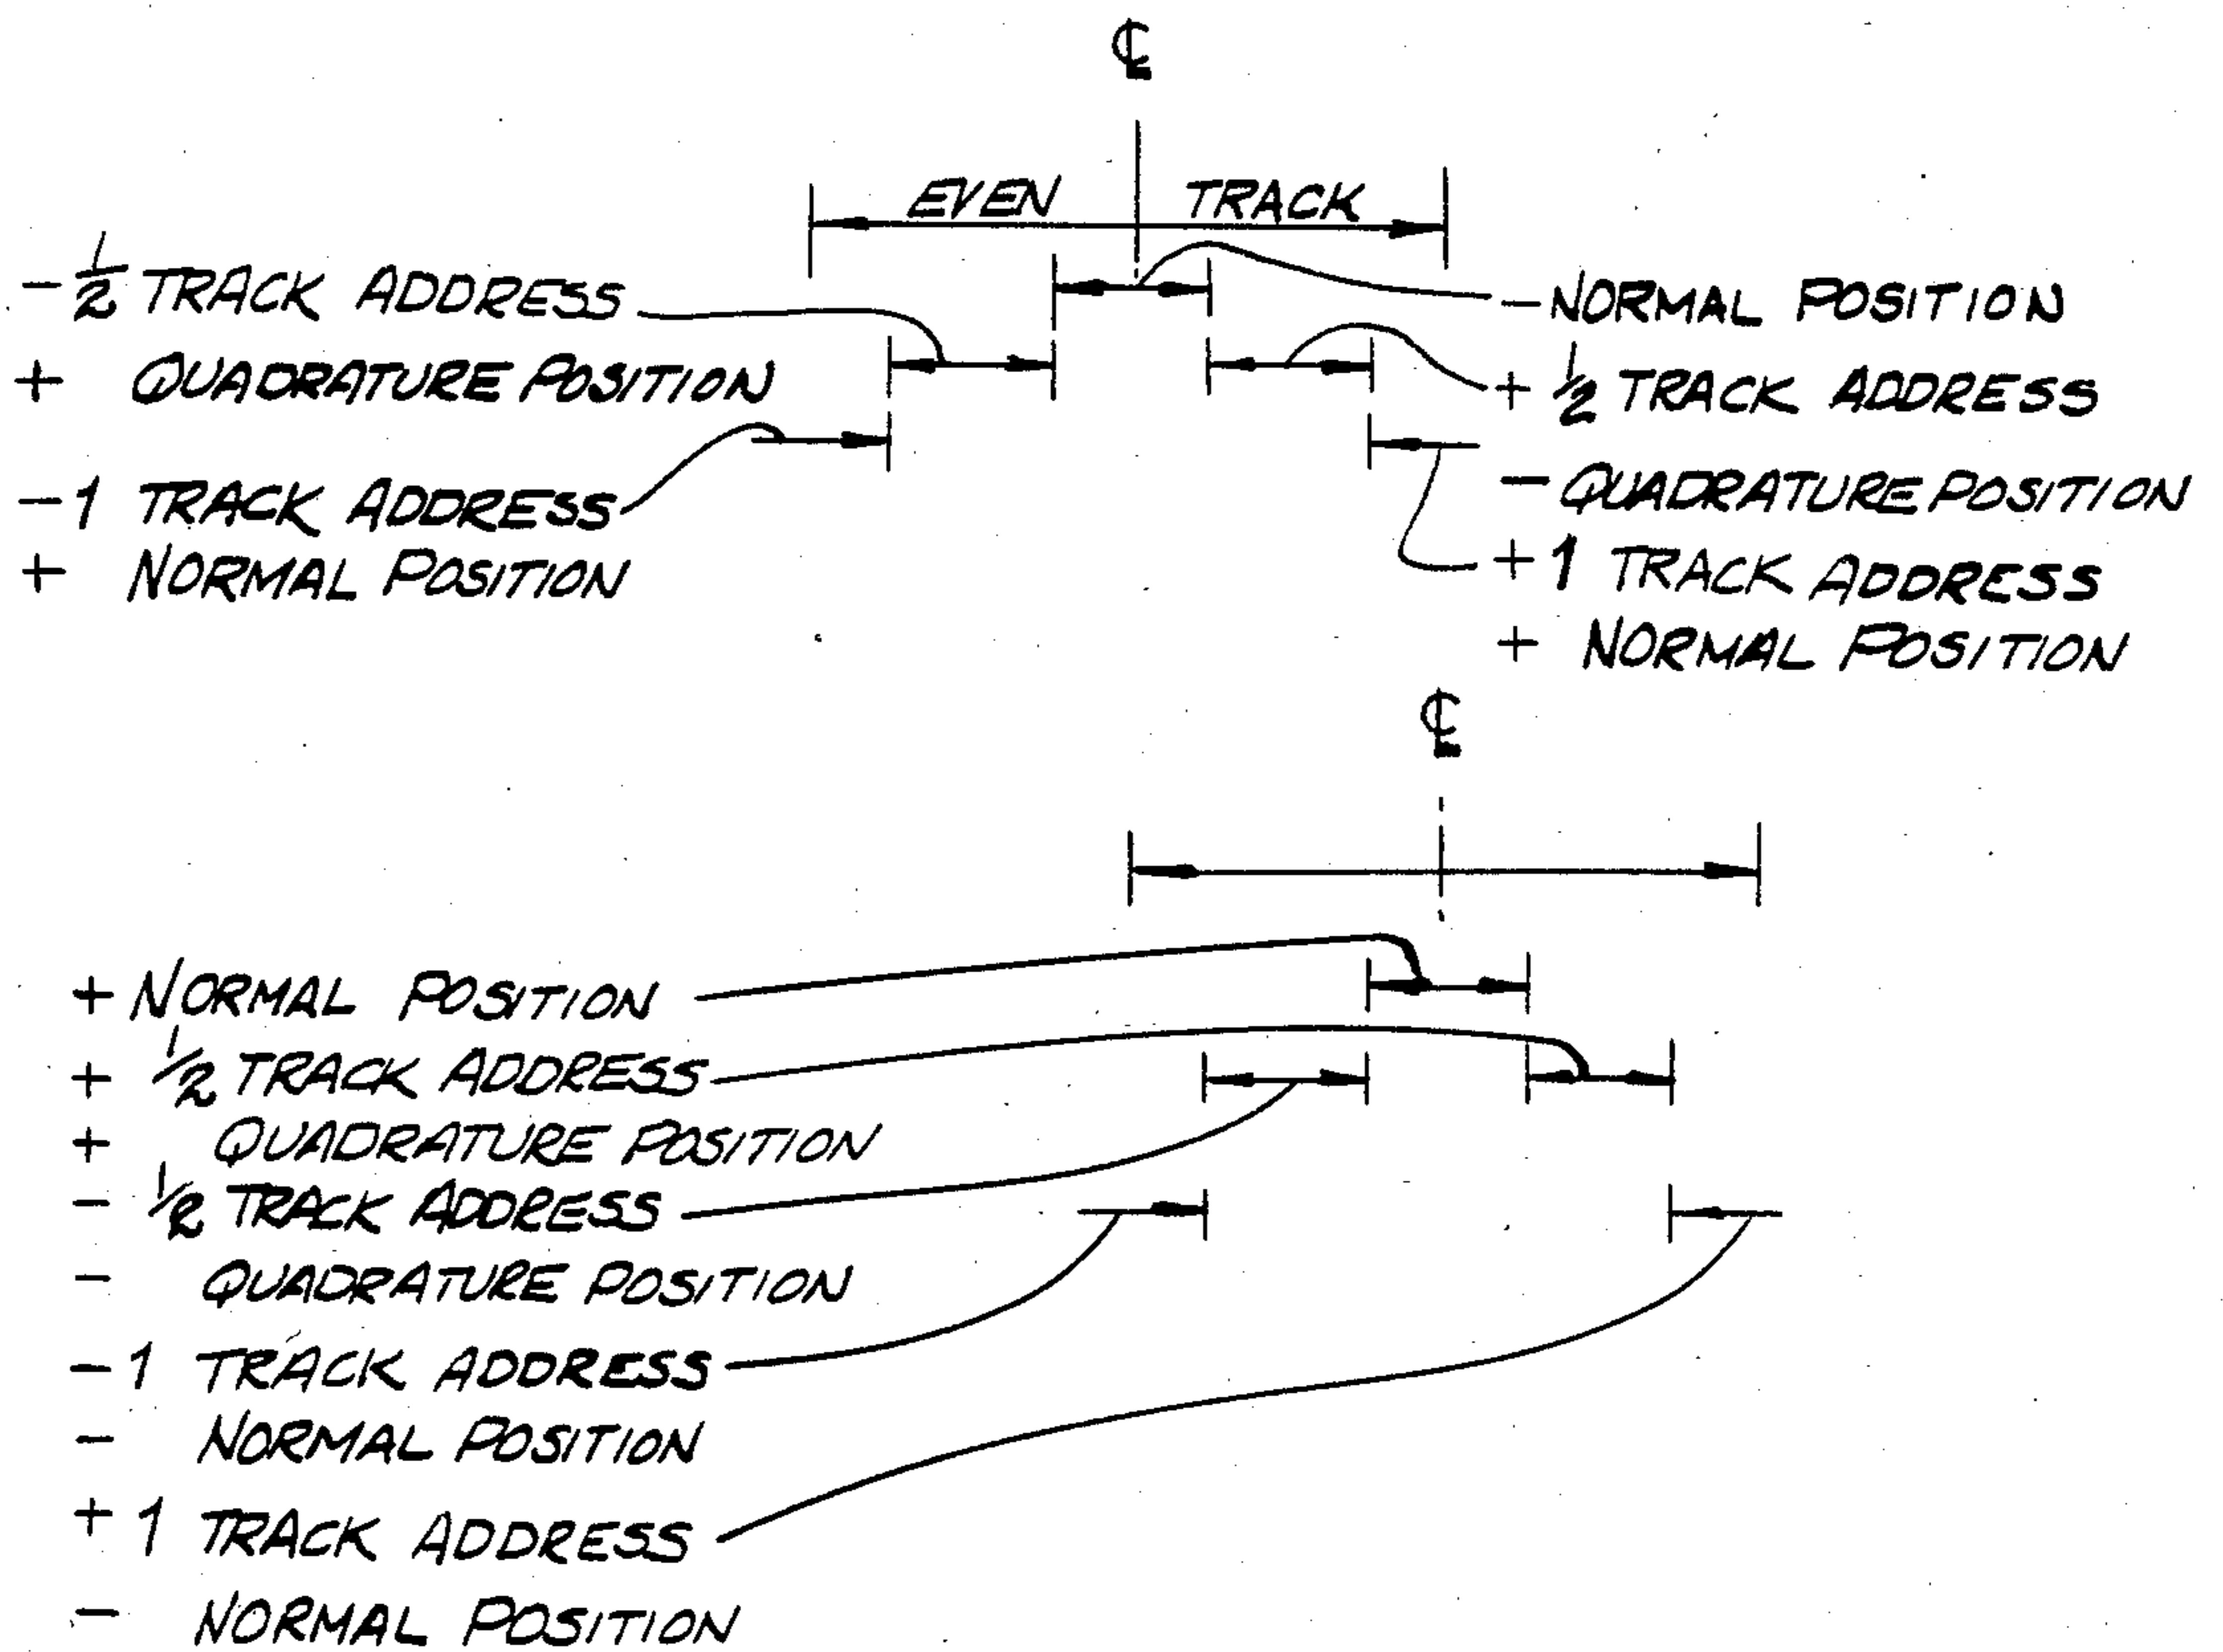 ℄
EVEN TRACK
-½ TRACK ADDRESS
+ QUADRATURE POSITION
-1 TRACK ADDRESS
+ NORMAL POSITION
-NORMAL POSITION
+ ½ TRACK ADDRESS
- QUADRATURE POSITION
+1 TRACK ADDRESS
+ NORMAL POSITION
℄
+ NORMAL POSITION
+ ½ TRACK ADDRESS
+ QUADRATURE POSITION
- ½ TRACK ADDRESS
- QUADRATURE POSITION
-1 TRACK ADDRESS
- NORMAL POSITION
+1 TRACK ADDRESS
- NORMAL POSITION